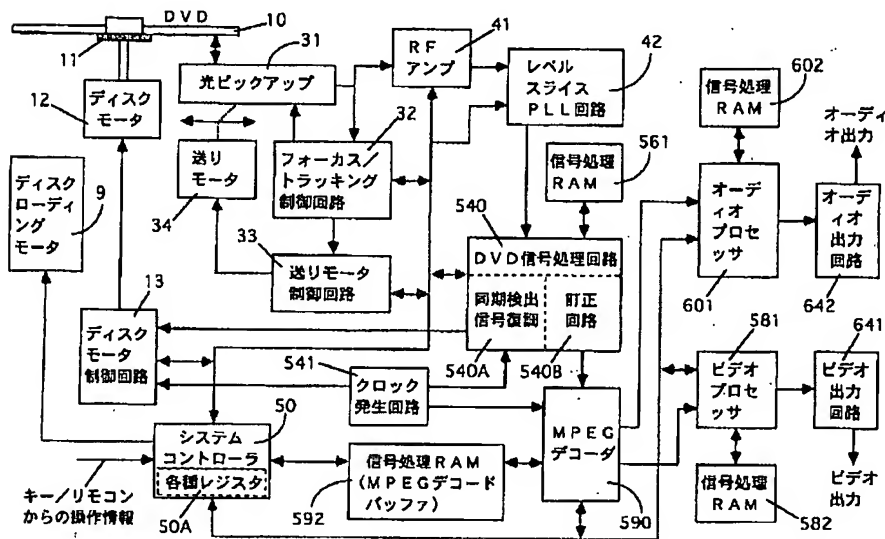 DVD
10
11
31
光ピックアップ
41
RF
アンプ
42
レベル
スライス
PLL回路
602
信号処理
RAM
オーディ
オ出力
12
ディスク
モータ
32
フォーカス/
トラッキング
制御回路
送り
モータ
34
33
送りモータ
制御回路
ディスク
ローディ
ング
モータ
9
561
信号処理
RAM
540
DVD信号処理回路
同期検出
信号復調
訂正
回路
540A
540B
オーディ
オプロセ
ッサ
601
オーディ
オ出力
回路
642
13
ディスク
モータ
制御回路
541
クロック
発生回路
581
ビデオ
プロセ
ッサ
641
ビデオ
出力
回路
50
システム
コントローラ
各種レジスタ
50A
キー/リモコン
からの操作情報
信号処理RAM
(MPEGデコード
バッファ)
592
MPEG
デコーダ
590
信号処理
RAM
582
ビデオ
出力